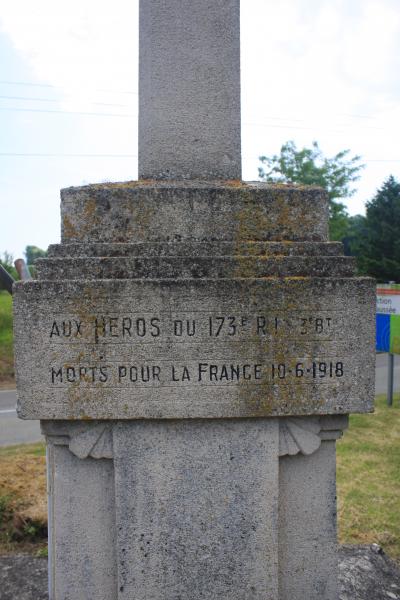 AUX HEROS DU 173E R.I. 3E BT
MORTS POUR LA FRANCE 10-6-1918